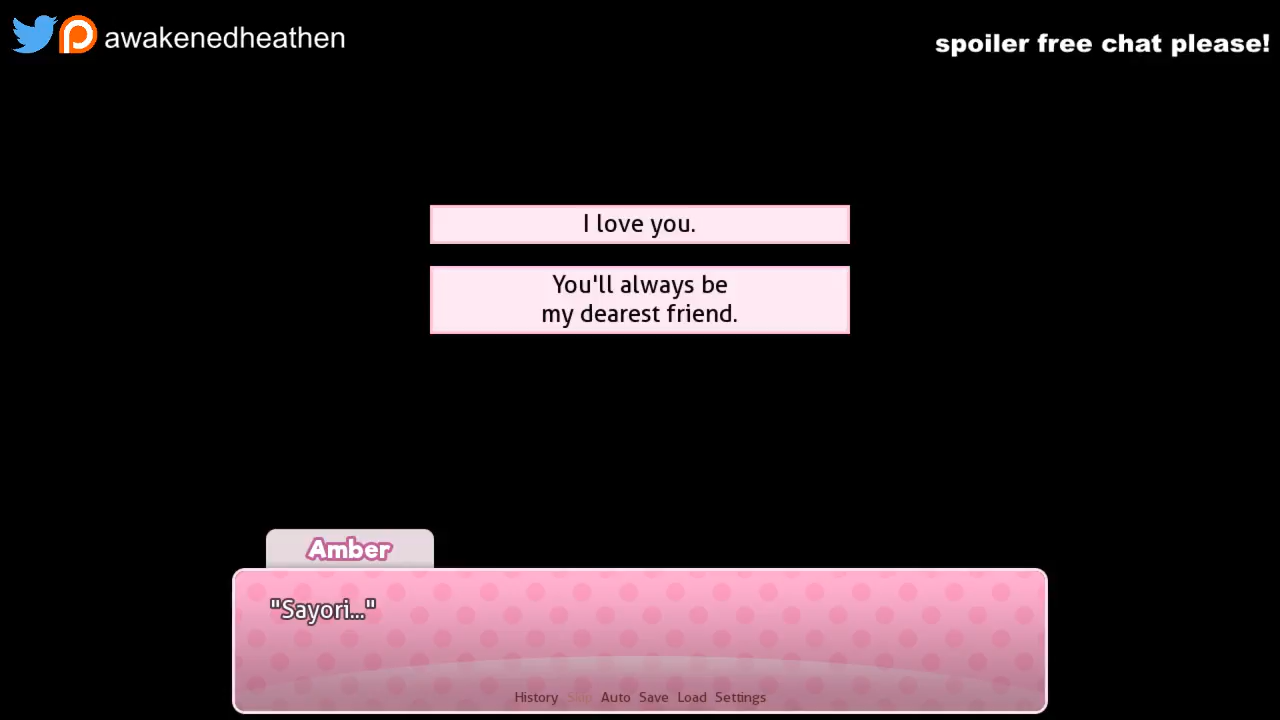 awakenedheathen
spoiler free chat please!
I love you.
You'll always be
my dearest friend.
Amber
"Sayori..."
History Skip Auto Save Load Settings